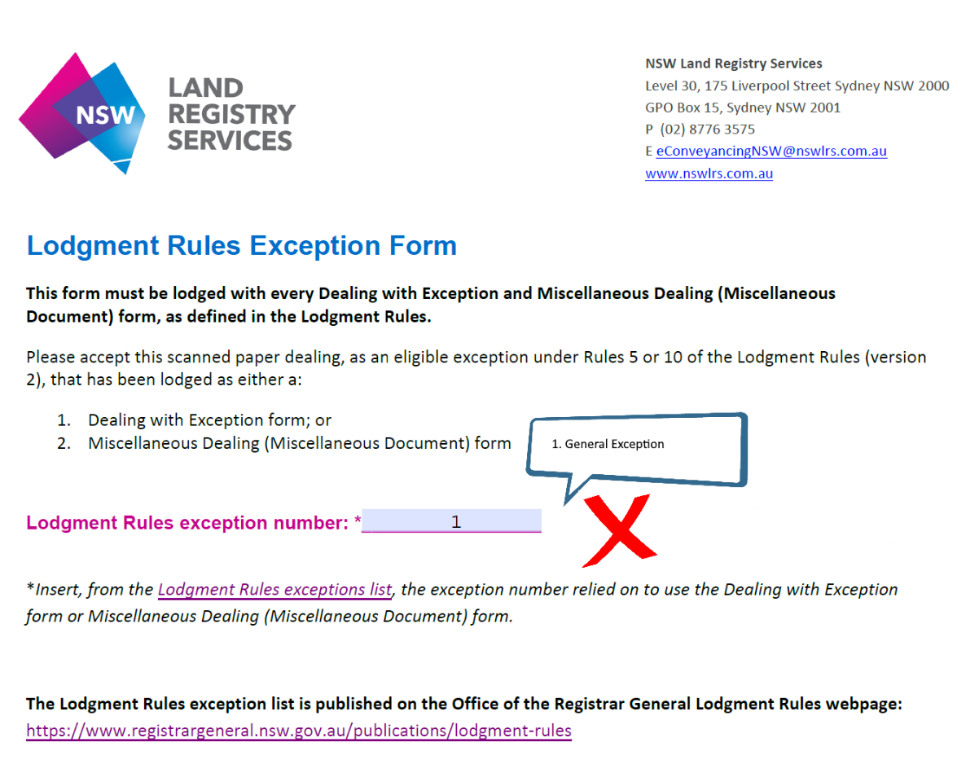 NSW
LAND
REGISTRY
SERVICES
NSW Land Registry Services
Level 30, 175 Liverpool Street Sydney NSW 2000
GPO Box 15, Sydney NSW 2001
P (02) 8776 3575
E eConveyancingNSW@nswlrs.com.au
www.nswlrs.com.au
Lodgment Rules Exception Form
This form must be lodged with every Dealing with Exception and Miscellaneous Dealing (Miscellaneous
Document) form, as defined in the Lodgment Rules.
Please accept this scanned paper dealing, as an eligible exception under Rules 5 or 10 of the Lodgment Rules (version
2), that has been lodged as either a:
1. Dealing with Exception form; or
2. Miscellaneous Dealing (Miscellaneous Document) form
1. General Exception
Lodgment Rules exception number: * 1
*Insert, from the Lodgment Rules exceptions list, the exception number relied on to use the Dealing with Exception
form or Miscellaneous Dealing (Miscellaneous Document) form.
The Lodgment Rules exception list is published on the Office of the Registrar General Lodgment Rules webpage:
https://www.registrargeneral.nsw.gov.au/publications/lodgment-rules